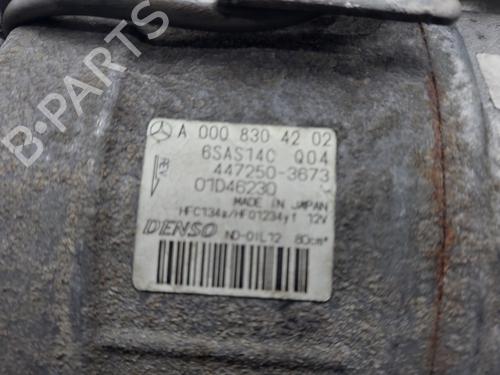 A 000 830 42 02
6SAS14C Q04
REV
447250-3673
01D46230
MADE IN JAPAN
HFC134a/HFO1234yf 12V
DENSO ND-OIL12 80cm³
B-PARTS